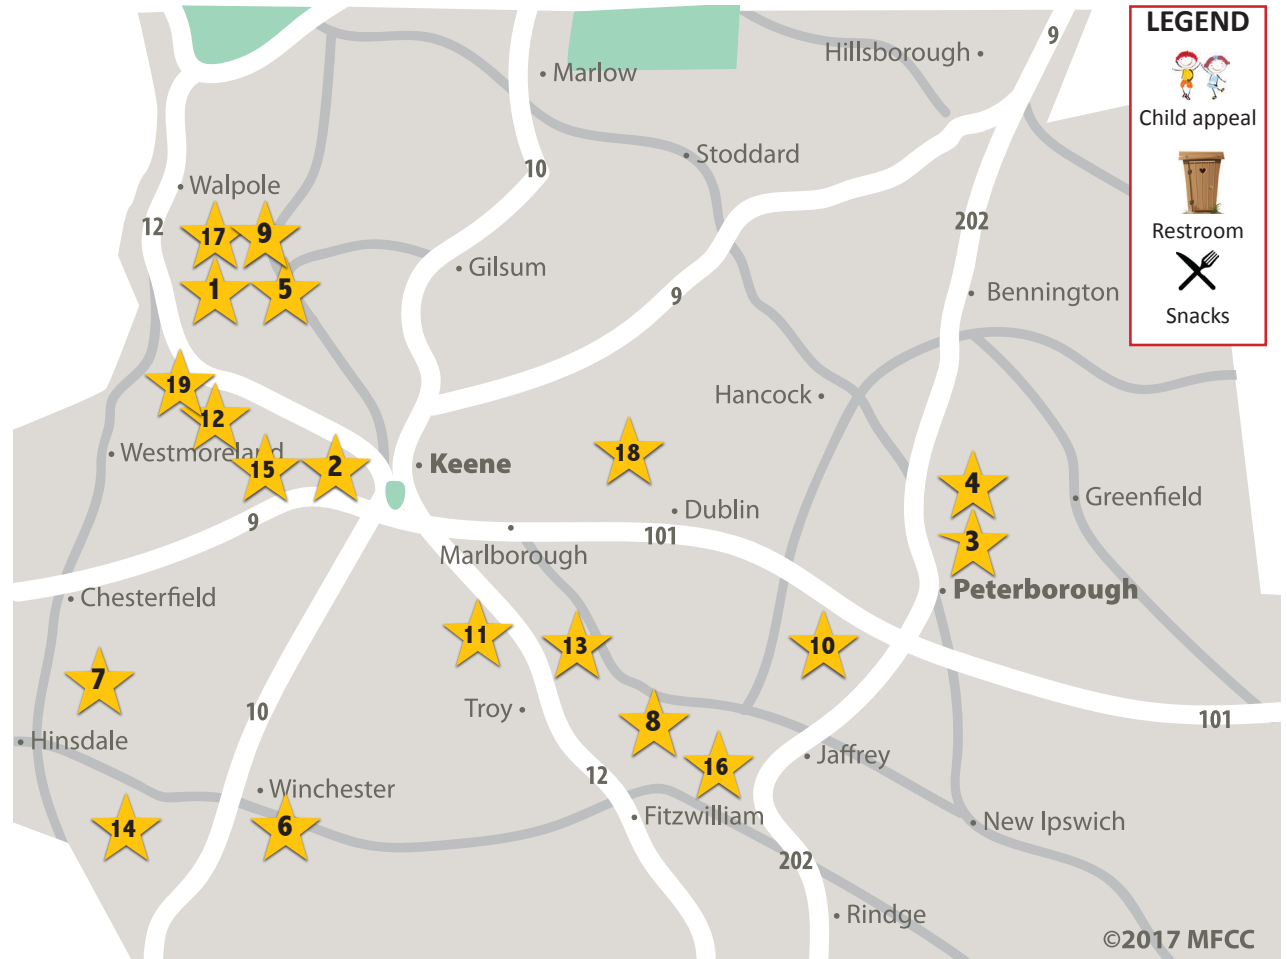 LEGEND
Child appeal
Restroom
Snacks
9
Hillsborough
Marlow
Stoddard
10
Walpole
12
202
17
9
Gilsum
1
5
9
Bennington
19
12
Hancock
Westmoreland
15
2
Keene
18
4
Greenfield
Dublin
9
101
3
Marlborough
Peterborough
Chesterfield
11
13
10
7
Troy
10
8
101
Hinsdale
16
Jaffrey
12
Winchester
Fitzwilliam
New Ipswich
14
6
202
Rindge
©2017 MFCC